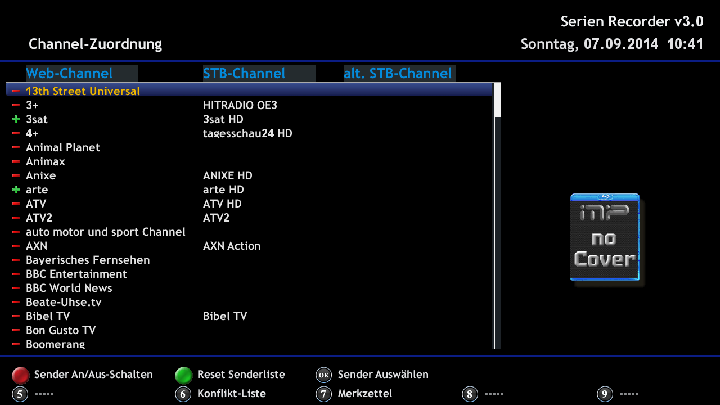 Serien Recorder v3.0
Channel-Zuordnung Sonntag, 07.09.2014 10:41
Web-Channel STB-Channel alt. STB-Channel
13th Street Universal
3+ HITRADIO OE3
3sat 3sat HD
4+ tagesschau24 HD
Animal Planet
Animax
Anixe ANIXE HD
arte arte HD
ATV ATV HD
ATV2 ATV2
auto motor und sport Channel
AXN AXN Action
Bayerisches Fernsehen
BBC Entertainment
BBC World News
Beate-Uhse.tv
Bibel TV Bibel TV
Bon Gusto TV
Boomerang
MP
no
Cover
Sender An/Aus-Schalten Reset Senderliste OK Sender Auswählen
5 ----- 6 Konflikt-Liste 7 Merkzettel 8 ----- 9 -----